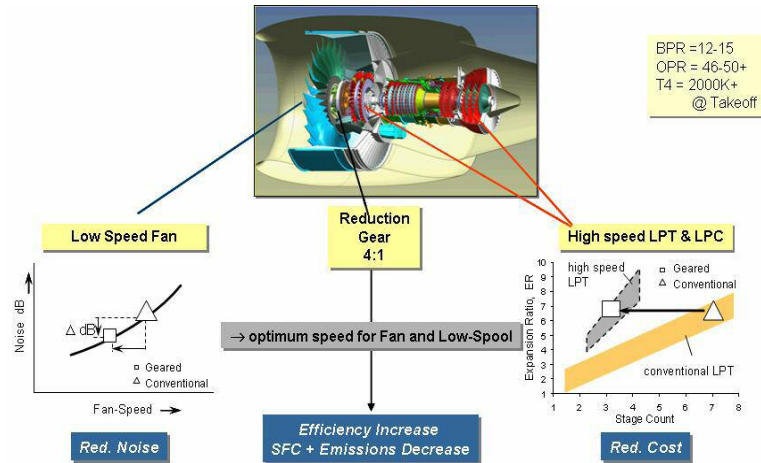 BPR =12-15
OPR = 46-50+
T4 = 2000K+
@ Takeoff
Low Speed Fan
Reduction
Gear
4:1
High speed LPT & LPC
Noise dB
Δ dB
Geared
Conventional
Fan-Speed
→ optimum speed for Fan and Low-Spool
Expansion Ratio, ER
10
9
8
7
6
5
4
3
2
1
high speed
LPT
Geared
Conventional
conventional LPT
1 2 3 4 5 6 7 8
Stage Count
Red. Noise
Efficiency Increase
SFC + Emissions Decrease
Red. Cost